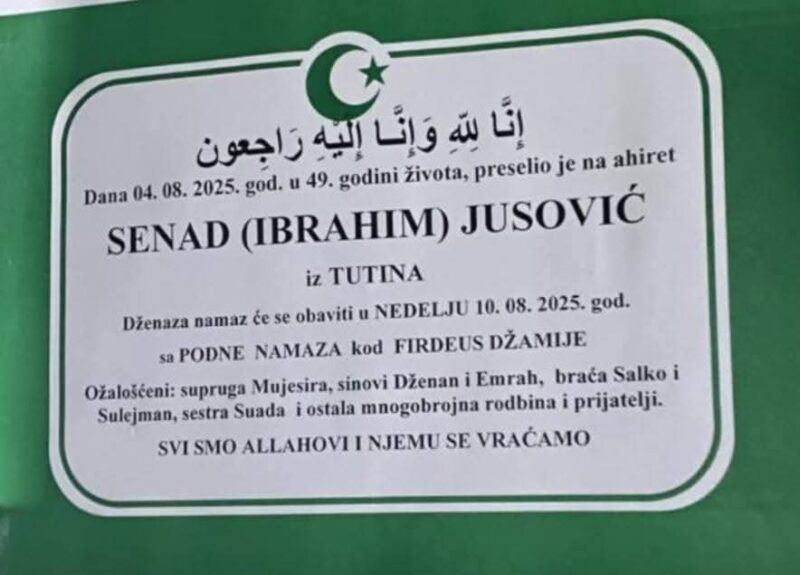 إِنَّا لِلّهِ وَإِنَّـا إِلَيْهِ رَاجِعون
Dana 04. 08. 2025. god. u 49. godini života, preselio je na ahiret
SENAD (IBRAHIM) JUSOVIĆ
iz TUTINA
Dženaza namaz će se obaviti u NEDELJU 10. 08. 2025. god.
sa PODNE NAMAZA kod FIRDEUS DŽAMIJE
Ožalošćeni: supruga Mujesira, sinovi Dženan i Emrah, braća Salko i
Sulejman, sestra Suada i ostala mnogobrojna rodbina i prijatelji.
SVI SMO ALLAHOVI I NJEMU SE VRAĆAMO